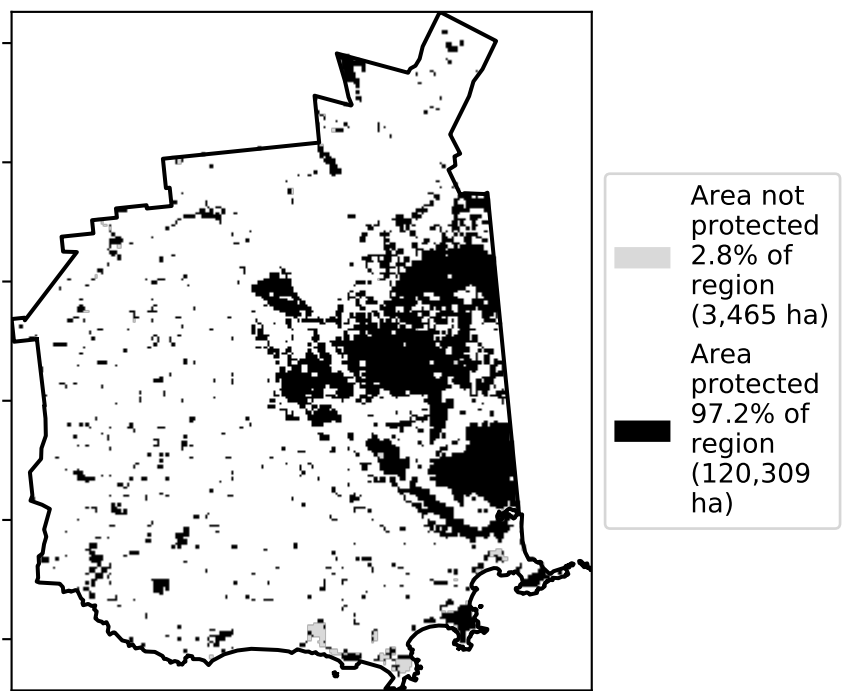 Area not
protected
2.8% of
region
(3,465 ha)
Area
protected
97.2% of
region
(120,309
ha)